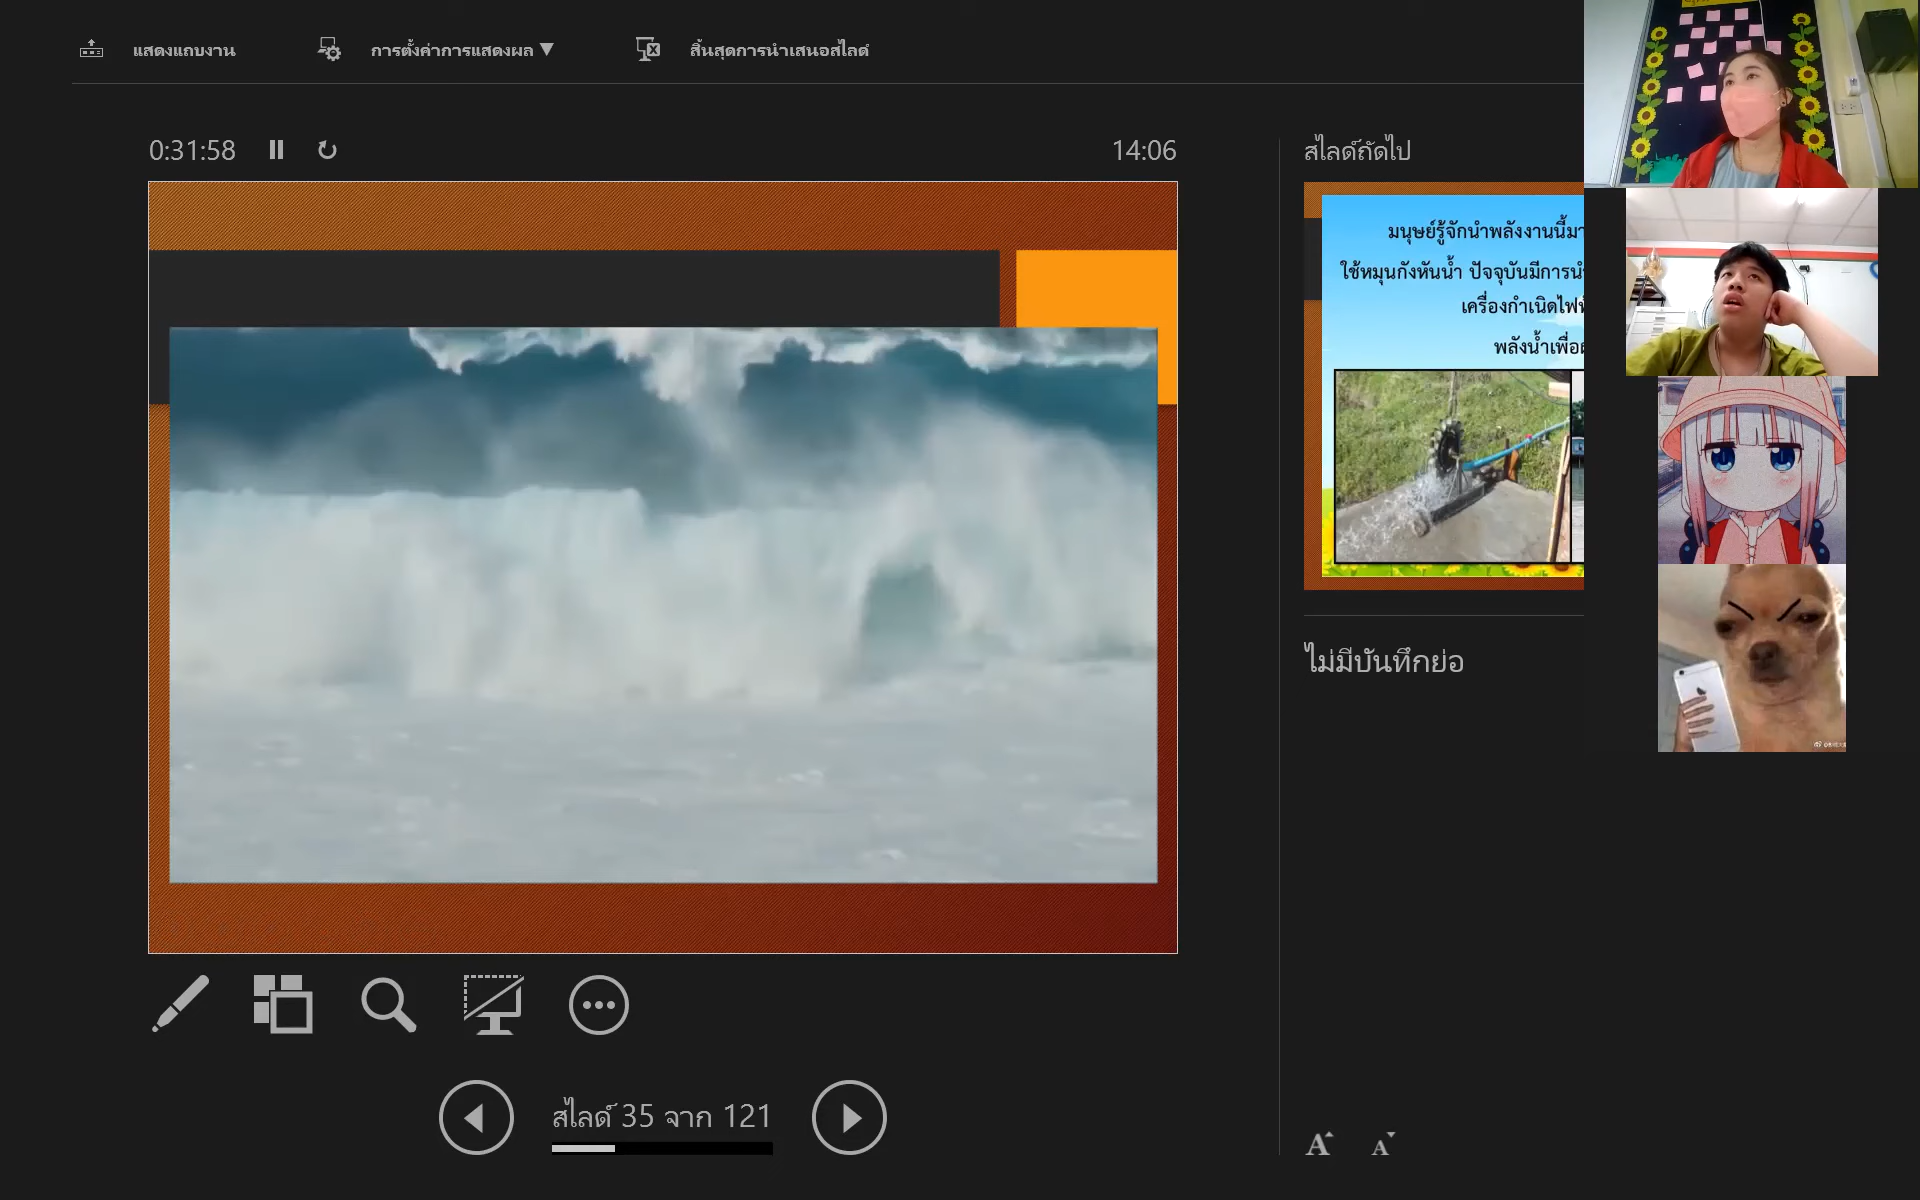 แสดงแถบงาน
การตั้งค่าการแสดงผล ▼
สิ้นสุดการนำเสนอสไลด์
0:31:58
14:06
สไลด์ถัดไป
มนุษย์รู้จักนำพลังงานนี้มา
ใช้หมุนกังหันน้ำ ปัจจุบันมีการนำ
เครื่องกำเนิดไฟฟ้
พลังน้ำเพื่อ
ไม่มีบันทึกย่อ
สไลด์ 35 จาก 121